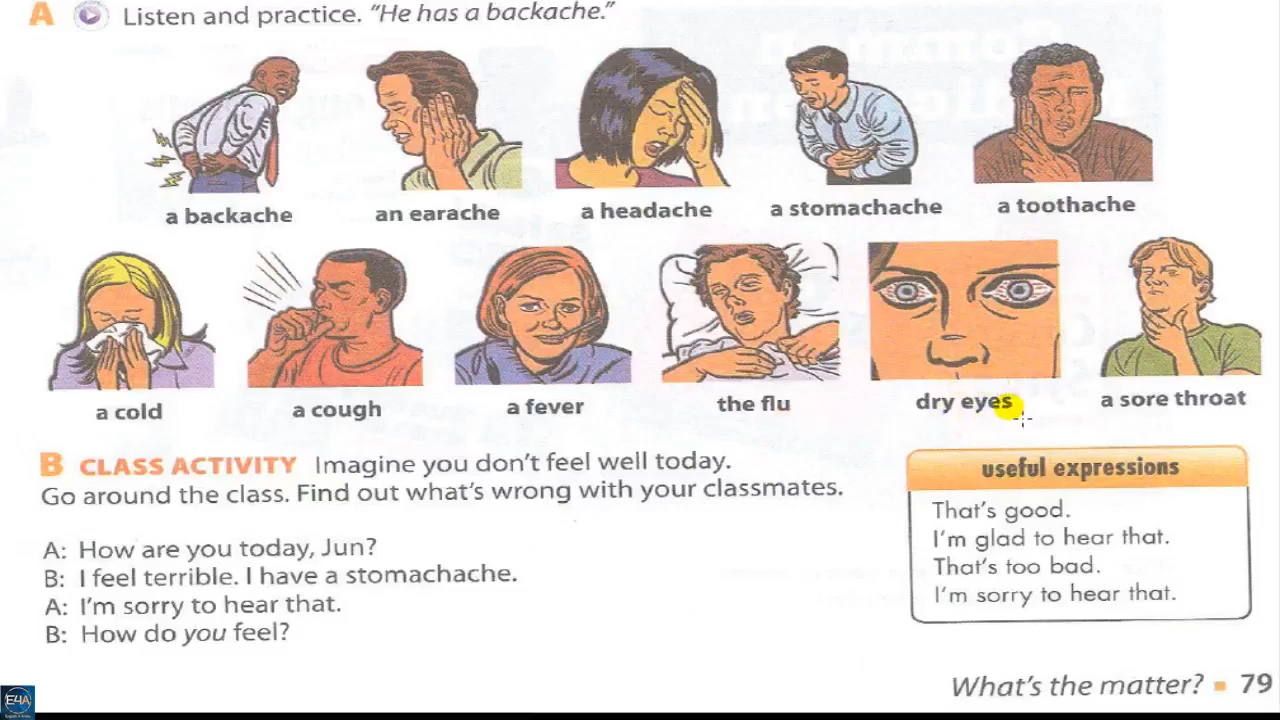 A Listen and practice. "He has a backache."
a backache an earache a headache a stomachache a toothache
a cold a cough a fever the flu dry eyes a sore throat
B CLASS ACTIVITY Imagine you don't feel well today.
Go around the class. Find out what's wrong with your classmates.
A: How are you today, Jun?
B: I feel terrible. I have a stomachache.
A: I'm sorry to hear that.
B: How do you feel?
useful expressions
That's good.
I'm glad to hear that.
That's too bad.
I'm sorry to hear that.
What's the matter? ▪ 79
E4A